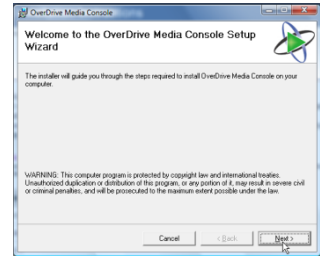 OverDrive Media Console
Welcome to the OverDrive Media Console Setup
Wizard
The installer will guide you through the steps required to install OverDrive Media Console on your
computer.
WARNING: This computer program is protected by copyright law and international treaties.
Unauthorized duplication or distribution of this program, or any portion of it, may result in severe civil
or criminal penalties, and will be prosecuted to the maximum extent possible under the law.
Cancel < Back Next >